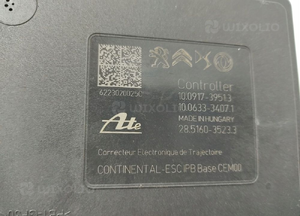 WIXOLTO
Controller
10.0917-3951.3
10.0633-3407.1
MADE IN HUNGARY
28.5160-3523.3
Ate
Correcteur Electronique de Trajectoire
CONTINENTAL-ESC IPB Base CEM00